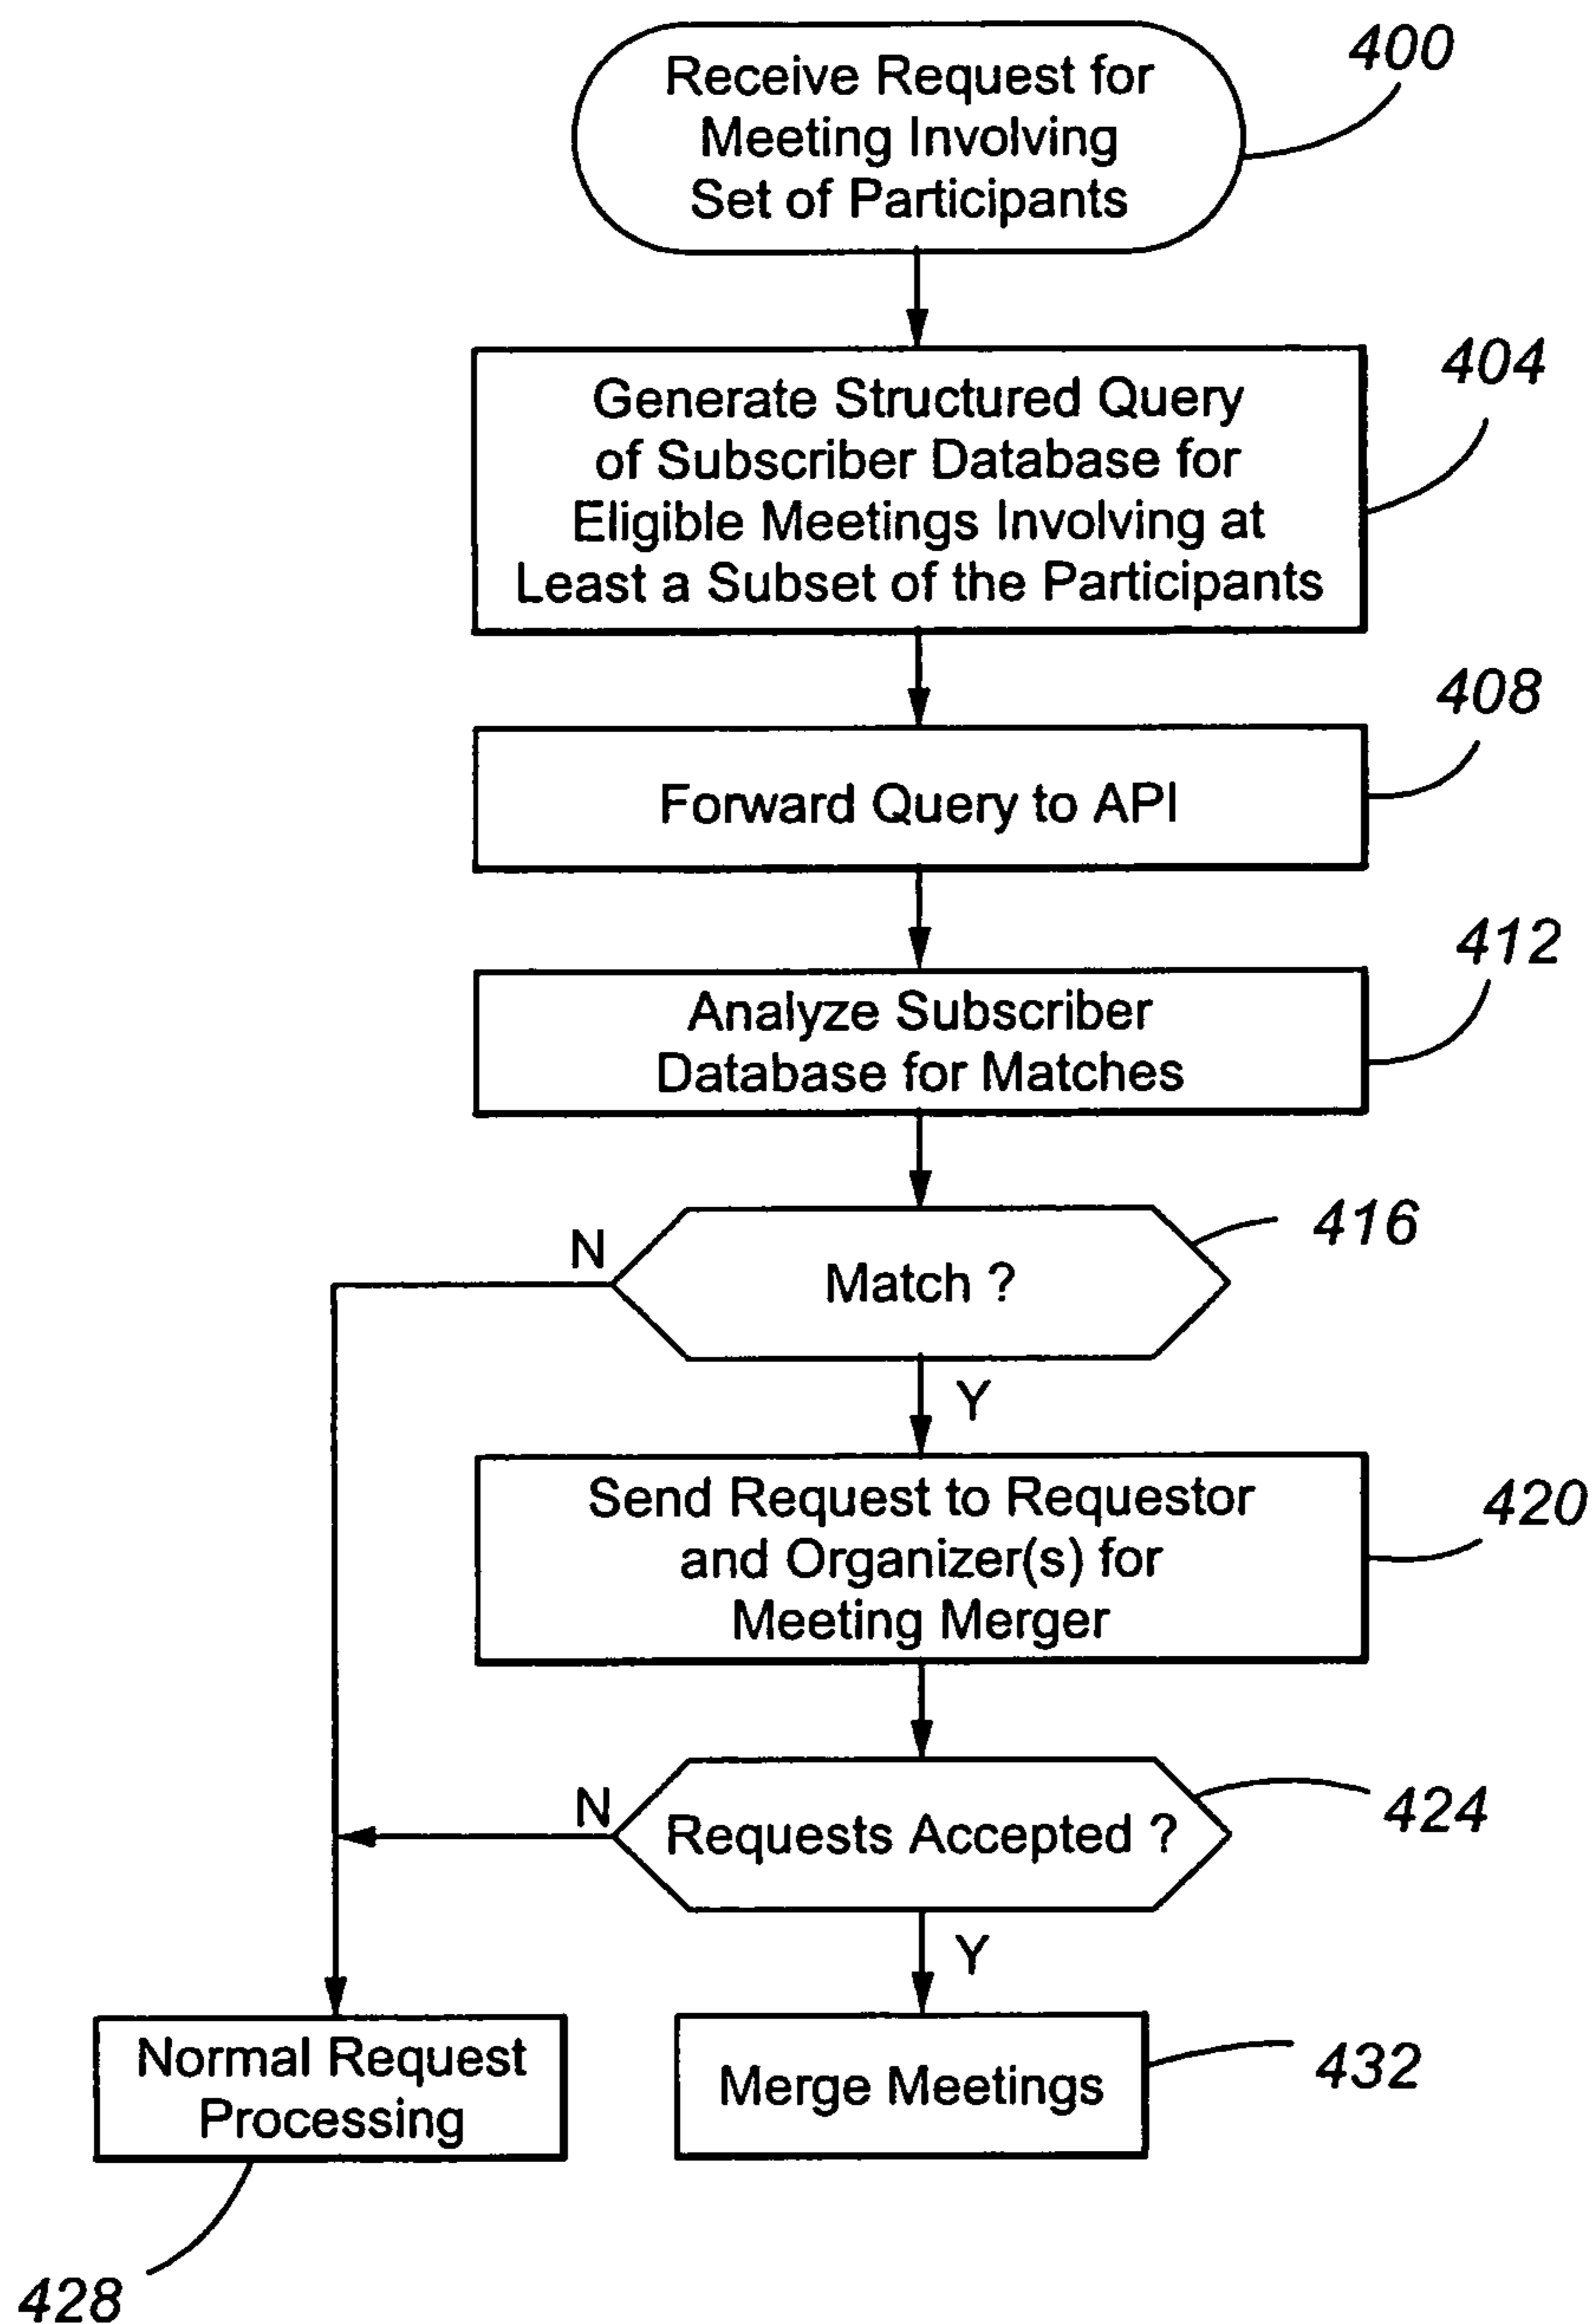 Receive Request for
Meeting Involving
Set of Participants
400
Generate Structured Query
of Subscriber Database for
Eligible Meetings Involving at
Least a Subset of the Participants
404
Forward Query to API
408
Analyze Subscriber
Database for Matches
412
Match ?
416
N
Y
Send Request to Requestor
and Organizer(s) for
Meeting Merger
420
Requests Accepted ?
424
N
Y
Normal Request
Processing
428
Merge Meetings
432